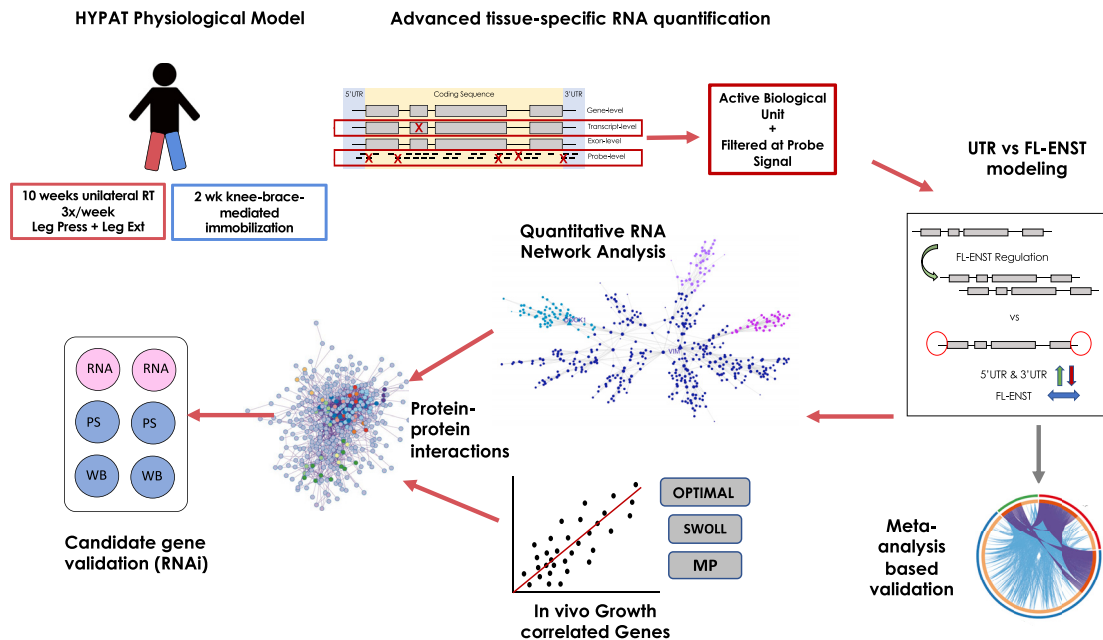 HYPAT Physiological Model
Advanced tissue-specific RNA quantification
5'UTR
Coding Sequence
3'UTR
Gene-level
Transcript-level
Exon-level
Probe-level
Active Biological
Unit
+
Filtered at Probe
Signal
10 weeks unilateral RT
3x/week
Leg Press + Leg Ext
2 wk knee-brace-
mediated
immobilization
UTR vs FL-ENST
modeling
FL-ENST Regulation
vs
5'UTR & 3'UTR
FL-ENST
Quantitative RNA
Network Analysis
Protein-
protein
interactions
RNA
RNA
PS
PS
WB
WB
Candidate gene
validation (RNAi)
OPTIMAL
SWOLL
MP
In vivo Growth
correlated Genes
Meta-
analysis
based
validation